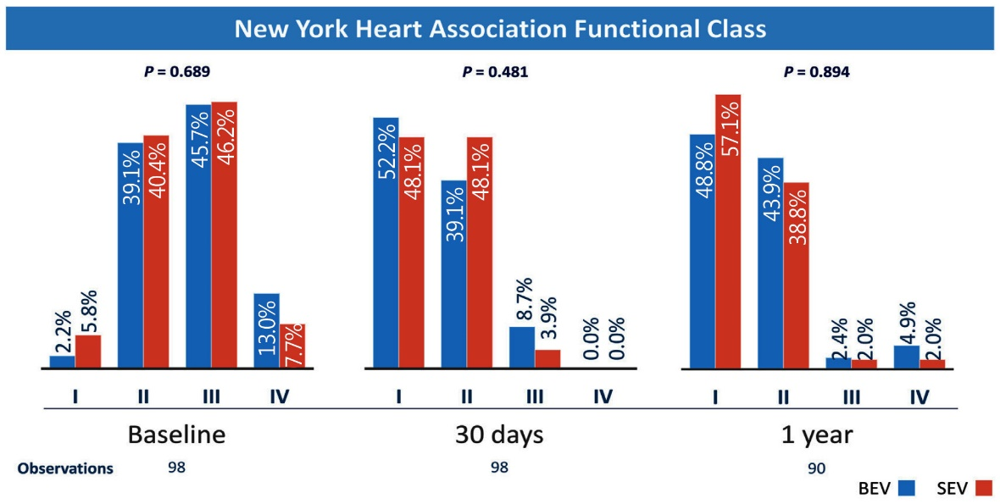 New York Heart Association Functional Class
P = 0.689 P = 0.481 P = 0.894
2.2% 5.8% 39.1% 40.4% 45.7% 46.2% 13.0% 7.7%
52.2% 48.1% 39.1% 48.1% 8.7% 3.9% 0.0% 0.0%
48.8% 57.1% 43.9% 38.8% 2.4% 2.0% 4.9% 2.0%
I II III IV I II III IV I II III IV
Baseline 30 days 1 year
Observations 98 98 90
BEV SEV